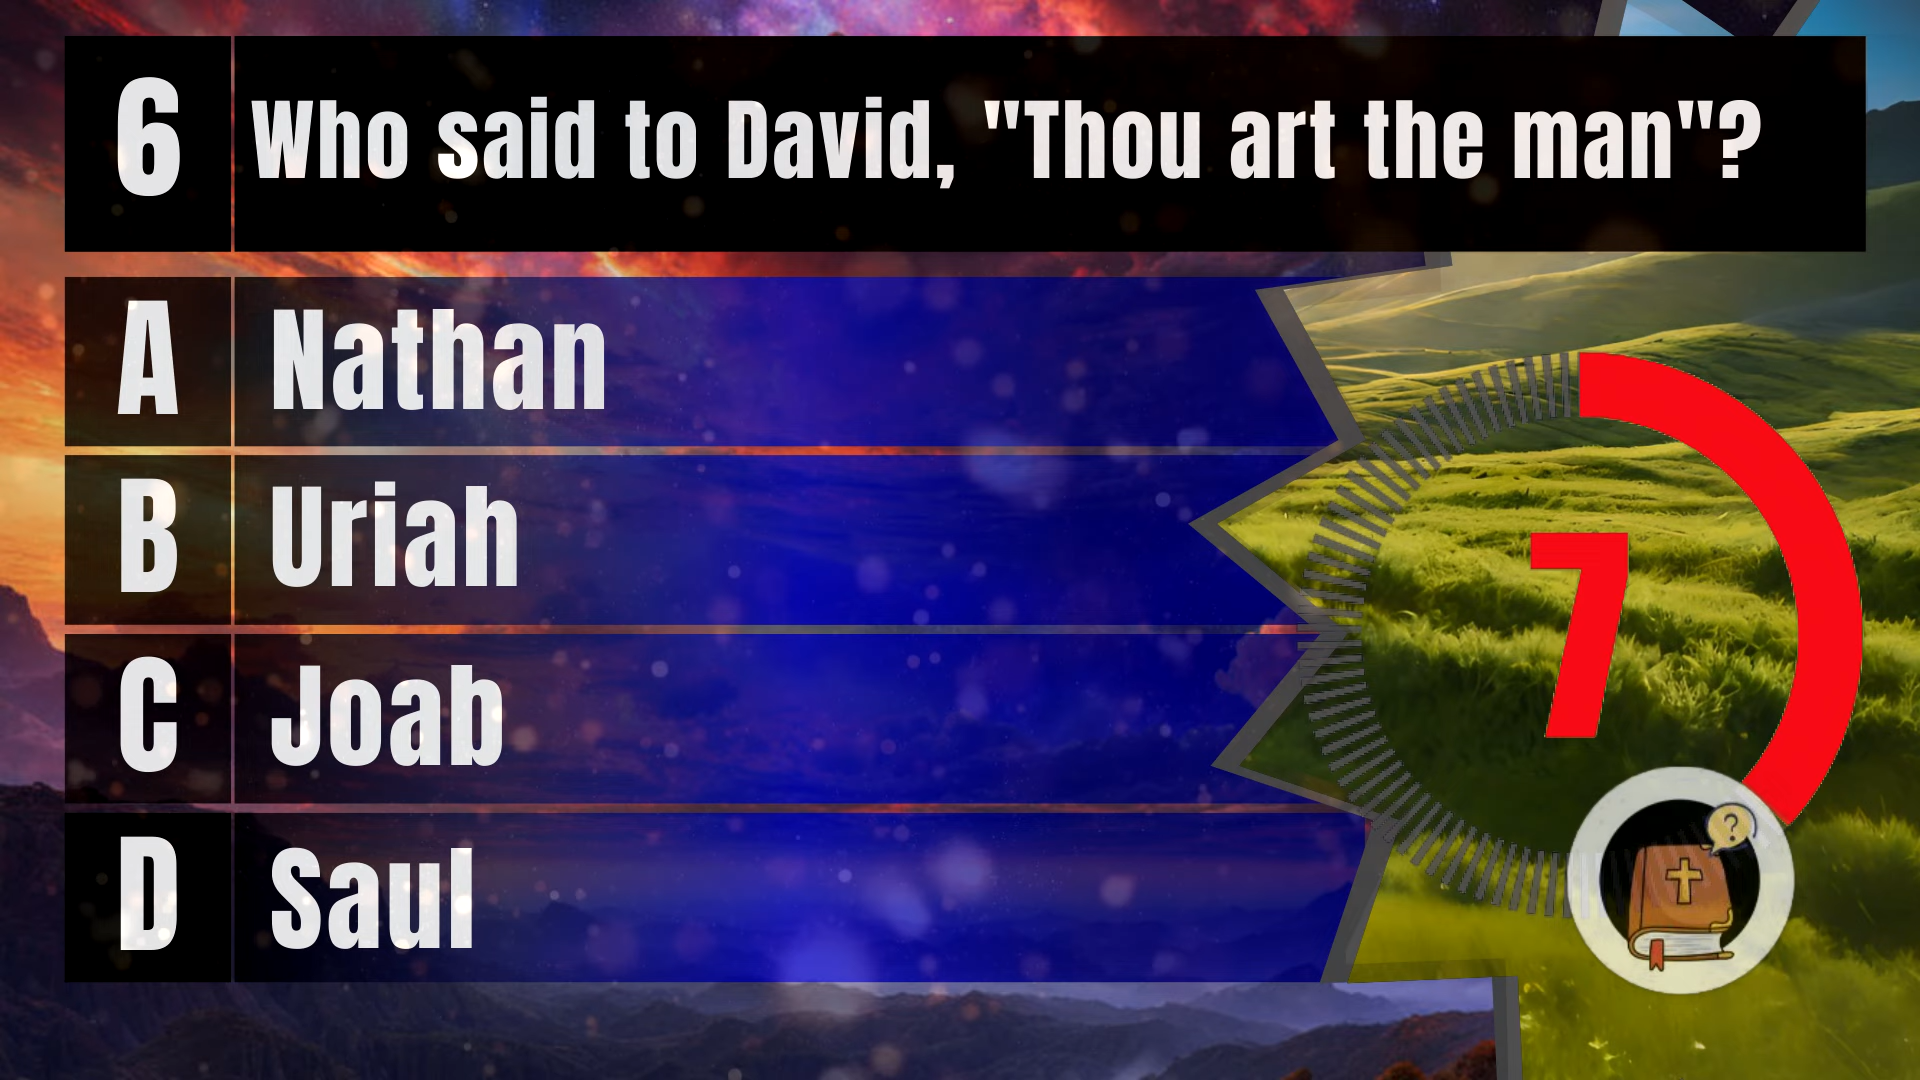 6 Who said to David, "Thou art the man"?
A Nathan
B Uriah
C Joab
D Saul
7
?